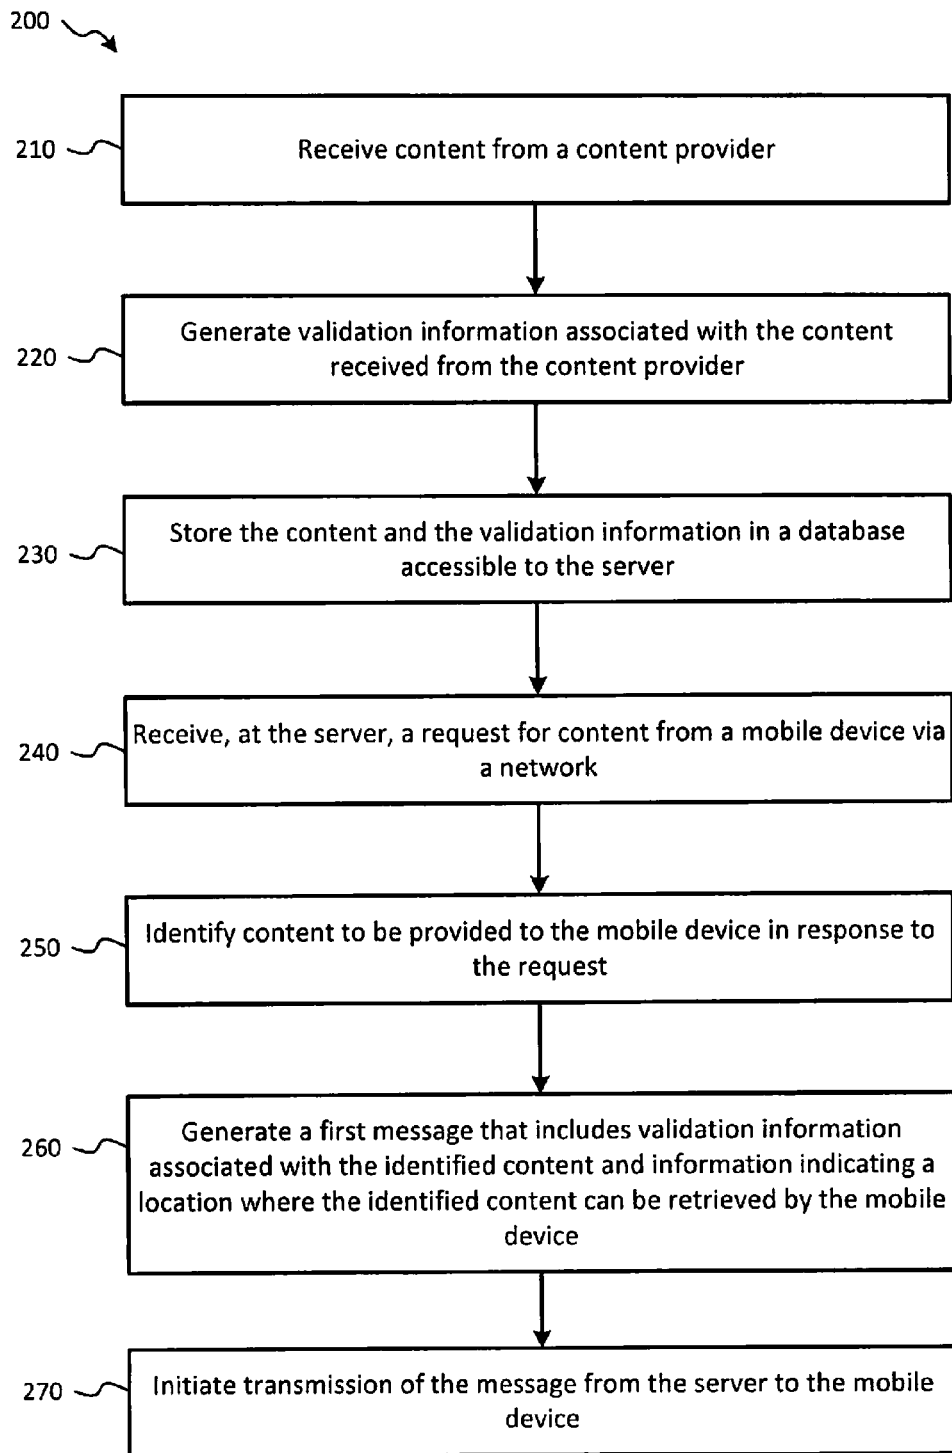 200
210
Receive content from a content provider
220
Generate validation information associated with the content
received from the content provider
230
Store the content and the validation information in a database
accessible to the server
240
Receive, at the server, a request for content from a mobile device via
a network
250
Identify content to be provided to the mobile device in response to
the request
260
Generate a first message that includes validation information
associated with the identified content and information indicating a
location where the identified content can be retrieved by the mobile
device
270
Initiate transmission of the message from the server to the mobile
device